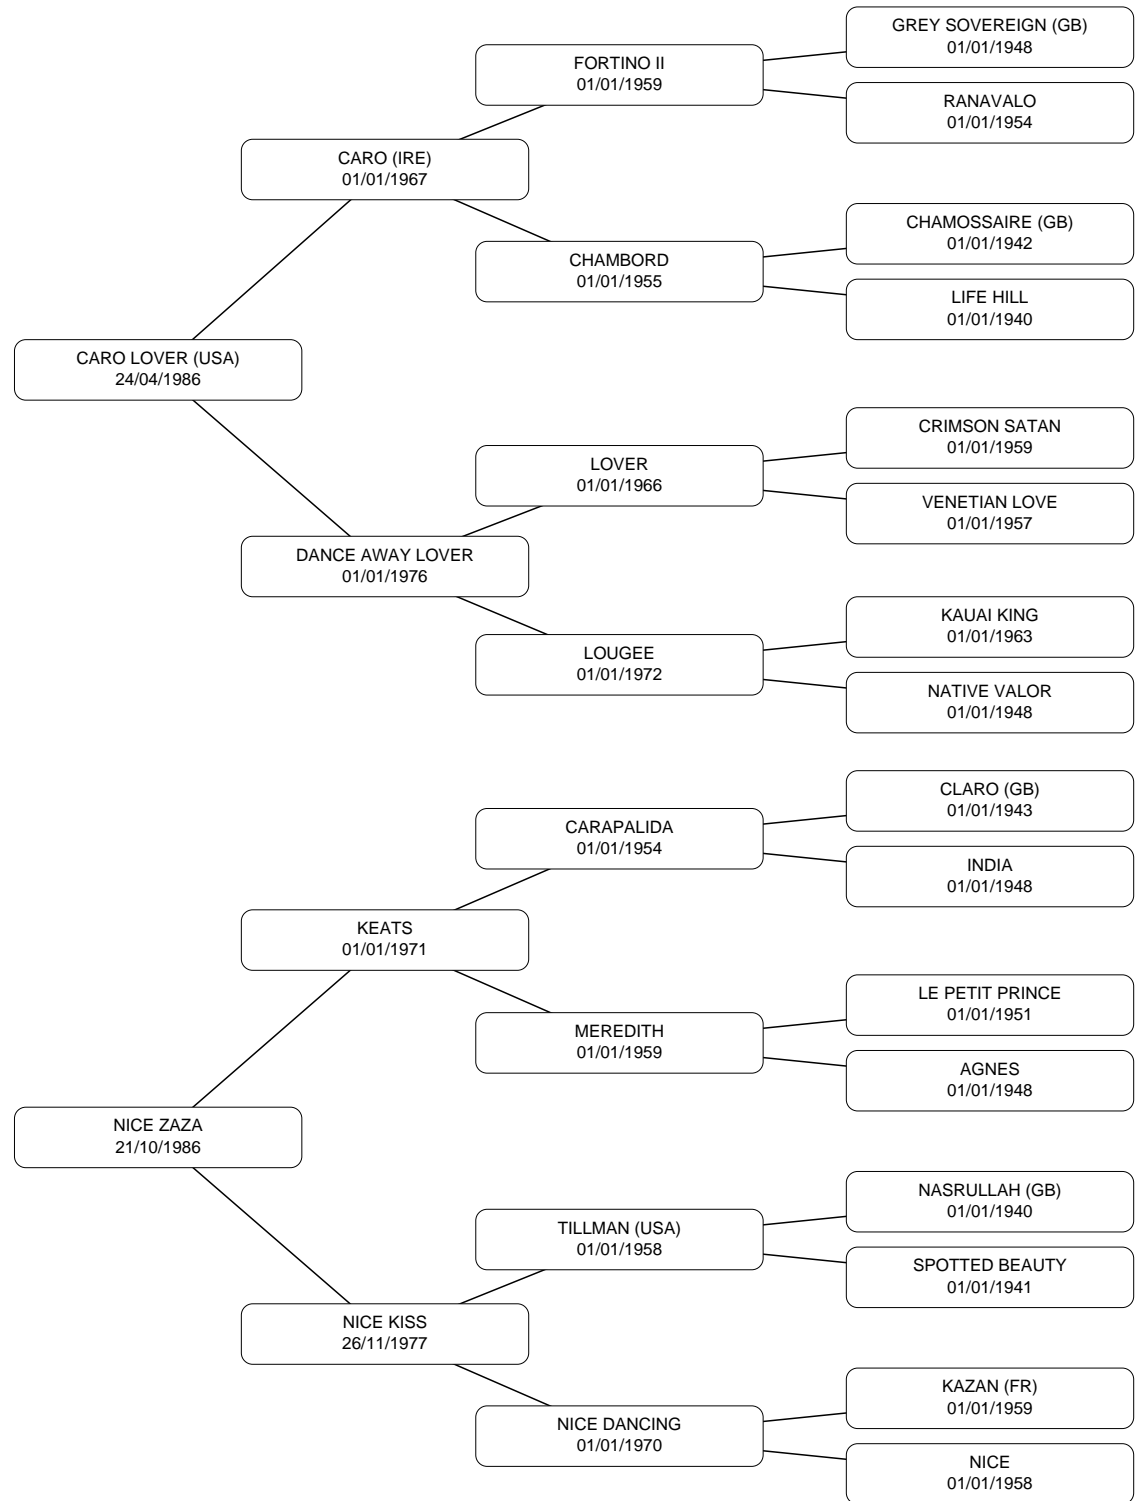 GREY SOVEREIGN (GB)
01/01/1948
FORTINO II
01/01/1959
RANAVALO
01/01/1954
CARO (IRE)
01/01/1967
CHAMOSSAIRE (GB)
01/01/1942
CHAMBORD
01/01/1955
LIFE HILL
01/01/1940
CARO LOVER (USA)
24/04/1986
CRIMSON SATAN
01/01/1959
LOVER
01/01/1966
VENETIAN LOVE
01/01/1957
DANCE AWAY LOVER
01/01/1976
KAUAI KING
01/01/1963
LOUGEE
01/01/1972
NATIVE VALOR
01/01/1948
CLARO (GB)
01/01/1943
CARAPALIDA
01/01/1954
INDIA
01/01/1948
KEATS
01/01/1971
LE PETIT PRINCE
01/01/1951
MEREDITH
01/01/1959
AGNES
01/01/1948
NICE ZAZA
21/10/1986
NASRULLAH (GB)
01/01/1940
TILLMAN (USA)
01/01/1958
SPOTTED BEAUTY
01/01/1941
NICE KISS
26/11/1977
KAZAN (FR)
01/01/1959
NICE DANCING
01/01/1970
NICE
01/01/1958